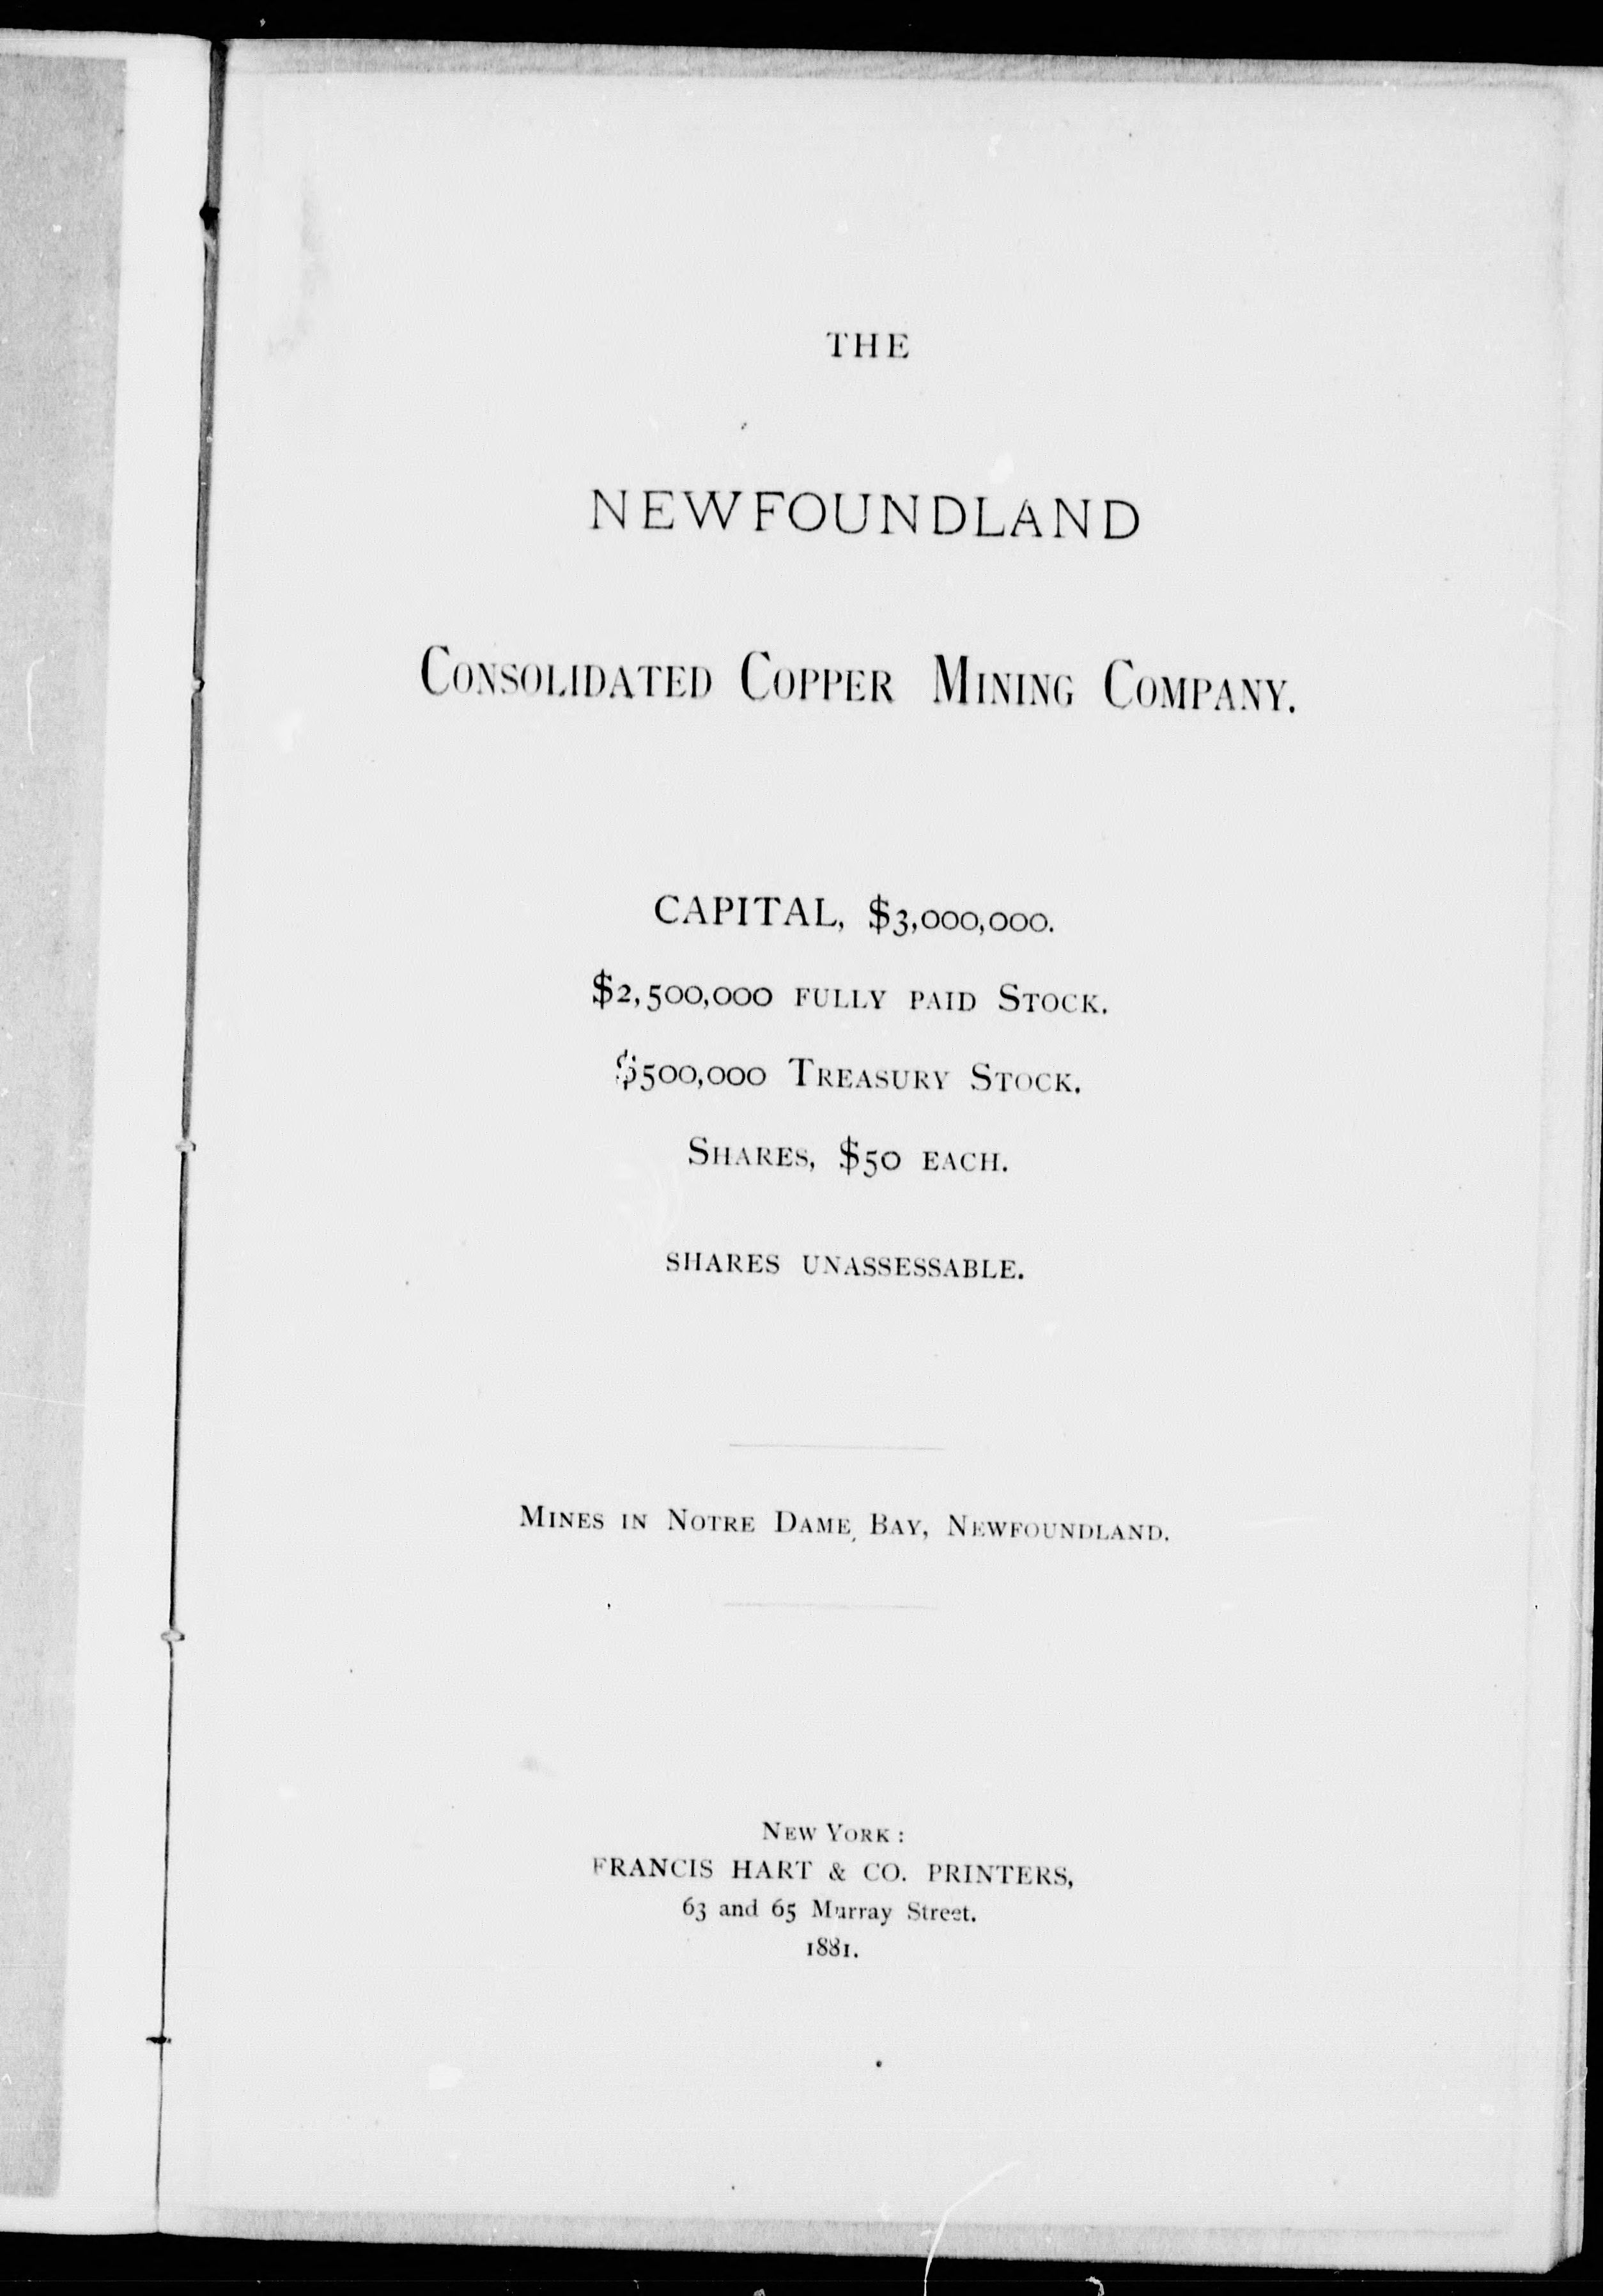 THE
NEWFOUNDLAND
CONSOLIDATED COPPER MINING COMPANY.
CAPITAL, $3,000,000.
$2,500,000 FULLY PAID STOCK.
$500,000 TREASURY STOCK.
SHARES, $50 EACH.
SHARES UNASSESSABLE.
MINES IN NOTRE DAME BAY, NEWFOUNDLAND.
NEW YORK:
FRANCIS HART & CO. PRINTERS,
63 and 65 Murray Street.
1881.